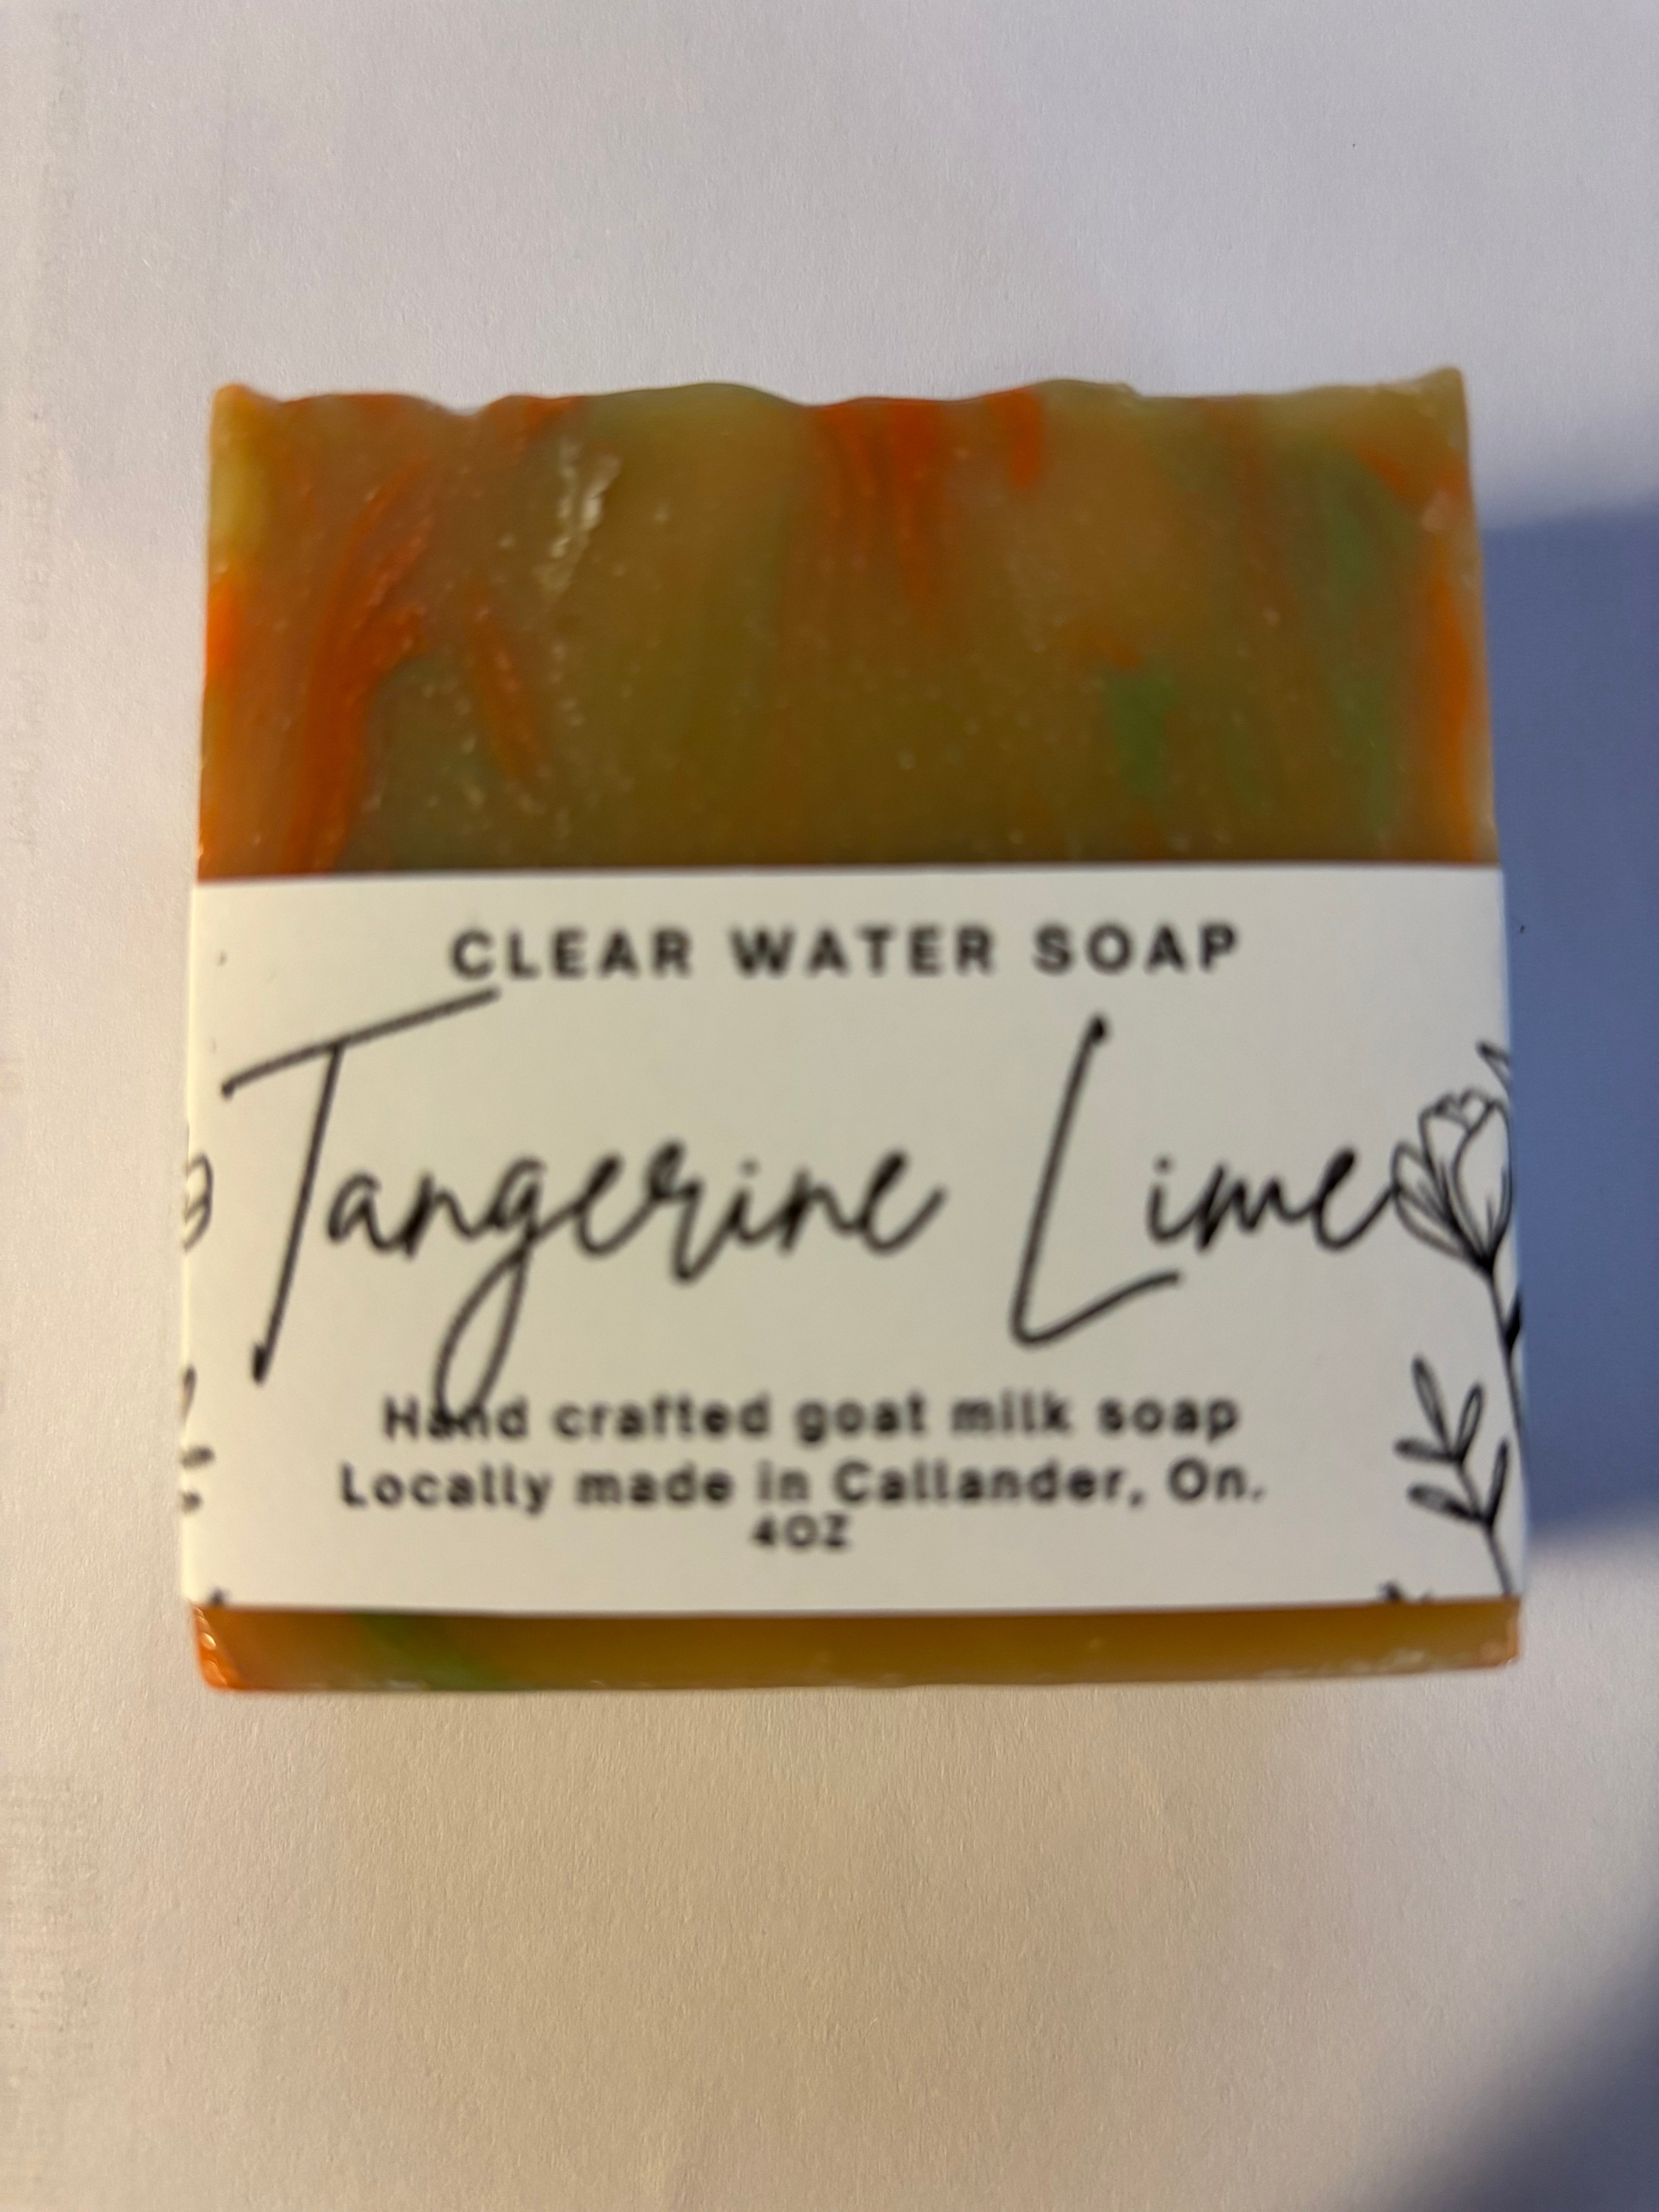 CLEAR WATER SOAP
Tangerine Lime
Hand crafted goat milk soap
Locally made in Callander, On.
4OZ